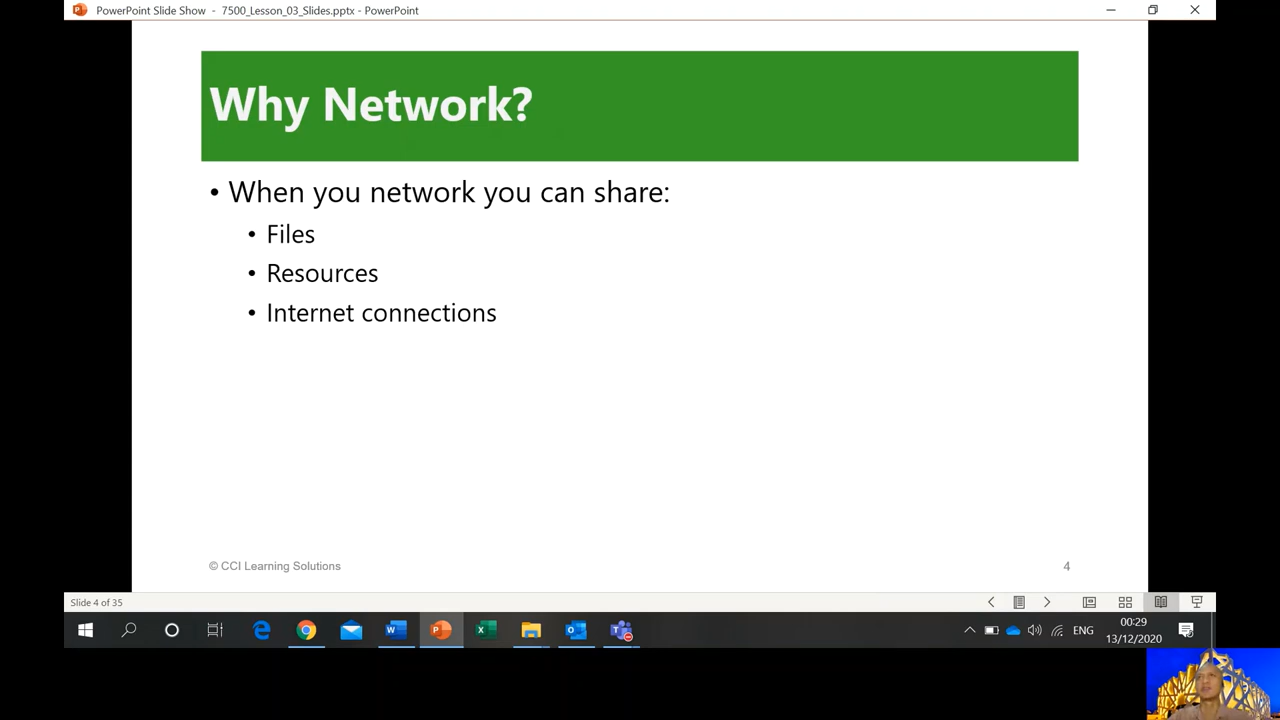 PowerPoint Slide Show - 7500_Lesson_03_Slides.pptx - PowerPoint
Why Network?
• When you network you can share:
• Files
• Resources
• Internet connections
© CCI Learning Solutions
4
Slide 4 of 35
ENG
00:29
13/12/2020